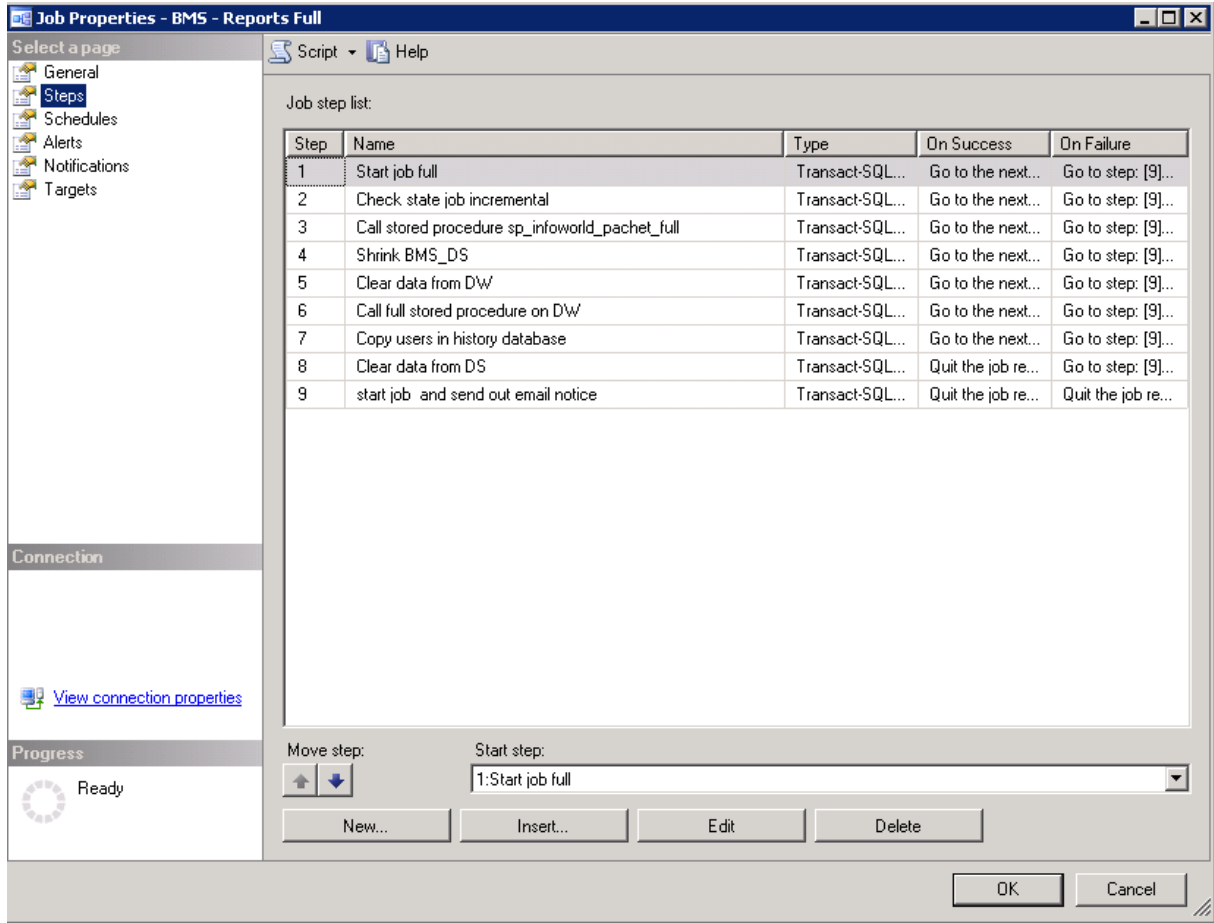 Job Properties - BMS - Reports Full
Select a page
General
Steps
Schedules
Alerts
Notifications
Targets
Script Help
Job step list:
Step Name Type On Success On Failure
1 Start job full Transact-SQL... Go to the next... Go to step: [9]...
2 Check state job incremental Transact-SQL... Go to the next... Go to step: [9]...
3 Call stored procedure sp_infoworld_pachet_full Transact-SQL... Go to the next... Go to step: [9]...
4 Shrink BMS_DS Transact-SQL... Go to the next... Go to step: [9]...
5 Clear data from DW Transact-SQL... Go to the next... Go to step: [9]...
6 Call full stored procedure on DW Transact-SQL... Go to the next... Go to step: [9]...
7 Copy users in history database Transact-SQL... Go to the next... Go to step: [9]...
8 Clear data from DS Transact-SQL... Quit the job re... Go to step: [9]...
9 start job  and send out email notice Transact-SQL... Quit the job re... Quit the job re...
Connection
View connection properties
Progress
Ready
Move step: Start step:
1:Start job full
New... Insert... Edit Delete
OK Cancel